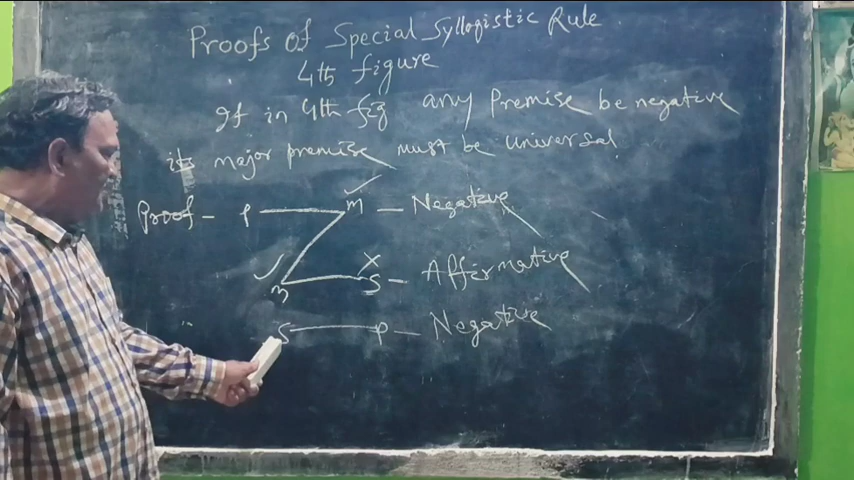 Proofs of Special Syllogistic Rule
4th figure
If in 4th fig any Premise be negative
its major premise must be universal.
Proof - P M - Negative
M S - Affirmative
S P - Negative